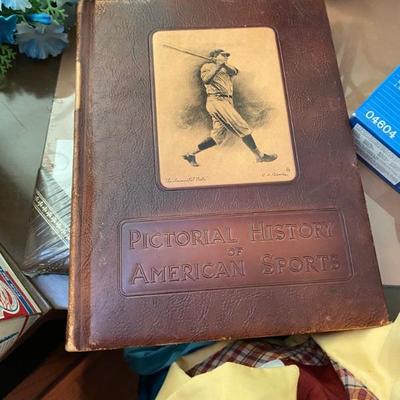 PICTORIAL HISTORY
OF
AMERICAN SPORTS
04604